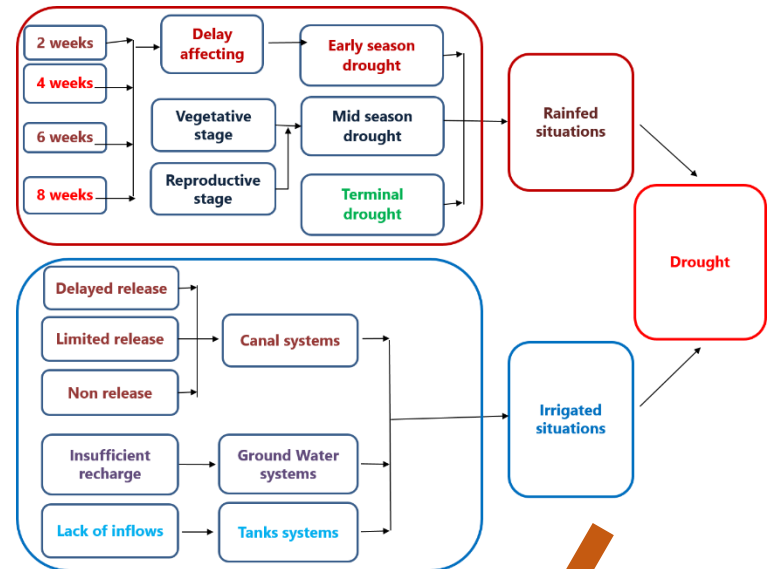 2 weeks
4 weeks
6 weeks
8 weeks
Delay
affecting
Early season
drought
Vegetative
stage
Mid season
drought
Reproductive
stage
Terminal
drought
Rainfed
situations
Drought
Delayed release
Limited release
Non release
Canal systems
Insufficient
recharge
Ground Water
systems
Lack of inflows
Tanks systems
Irrigated
situations